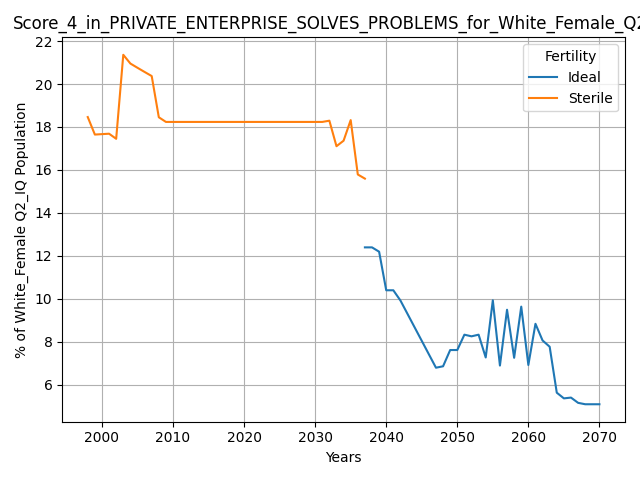 Score_4_in_PRIVATE_ENTERPRISE_SOLVES_PROBLEMS_for_White_Female_Q2
22
20
18
16
14
12
10
8
6
% of White_Female Q2_IQ Population
Fertility
Ideal
Sterile
2000 2010 2020 2030 2040 2050 2060 2070
Years